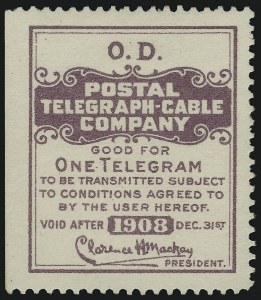 O.D.
POSTAL
TELEGRAPH-CABLE
COMPANY
GOOD FOR
ONE TELEGRAM
TO BE TRANSMITTED SUBJECT
TO CONDITIONS AGREED TO
BY THE USER HEREOF.
VOID AFTER 1908 DEC. 31ST
Clarence H. Mackay
PRESIDENT.